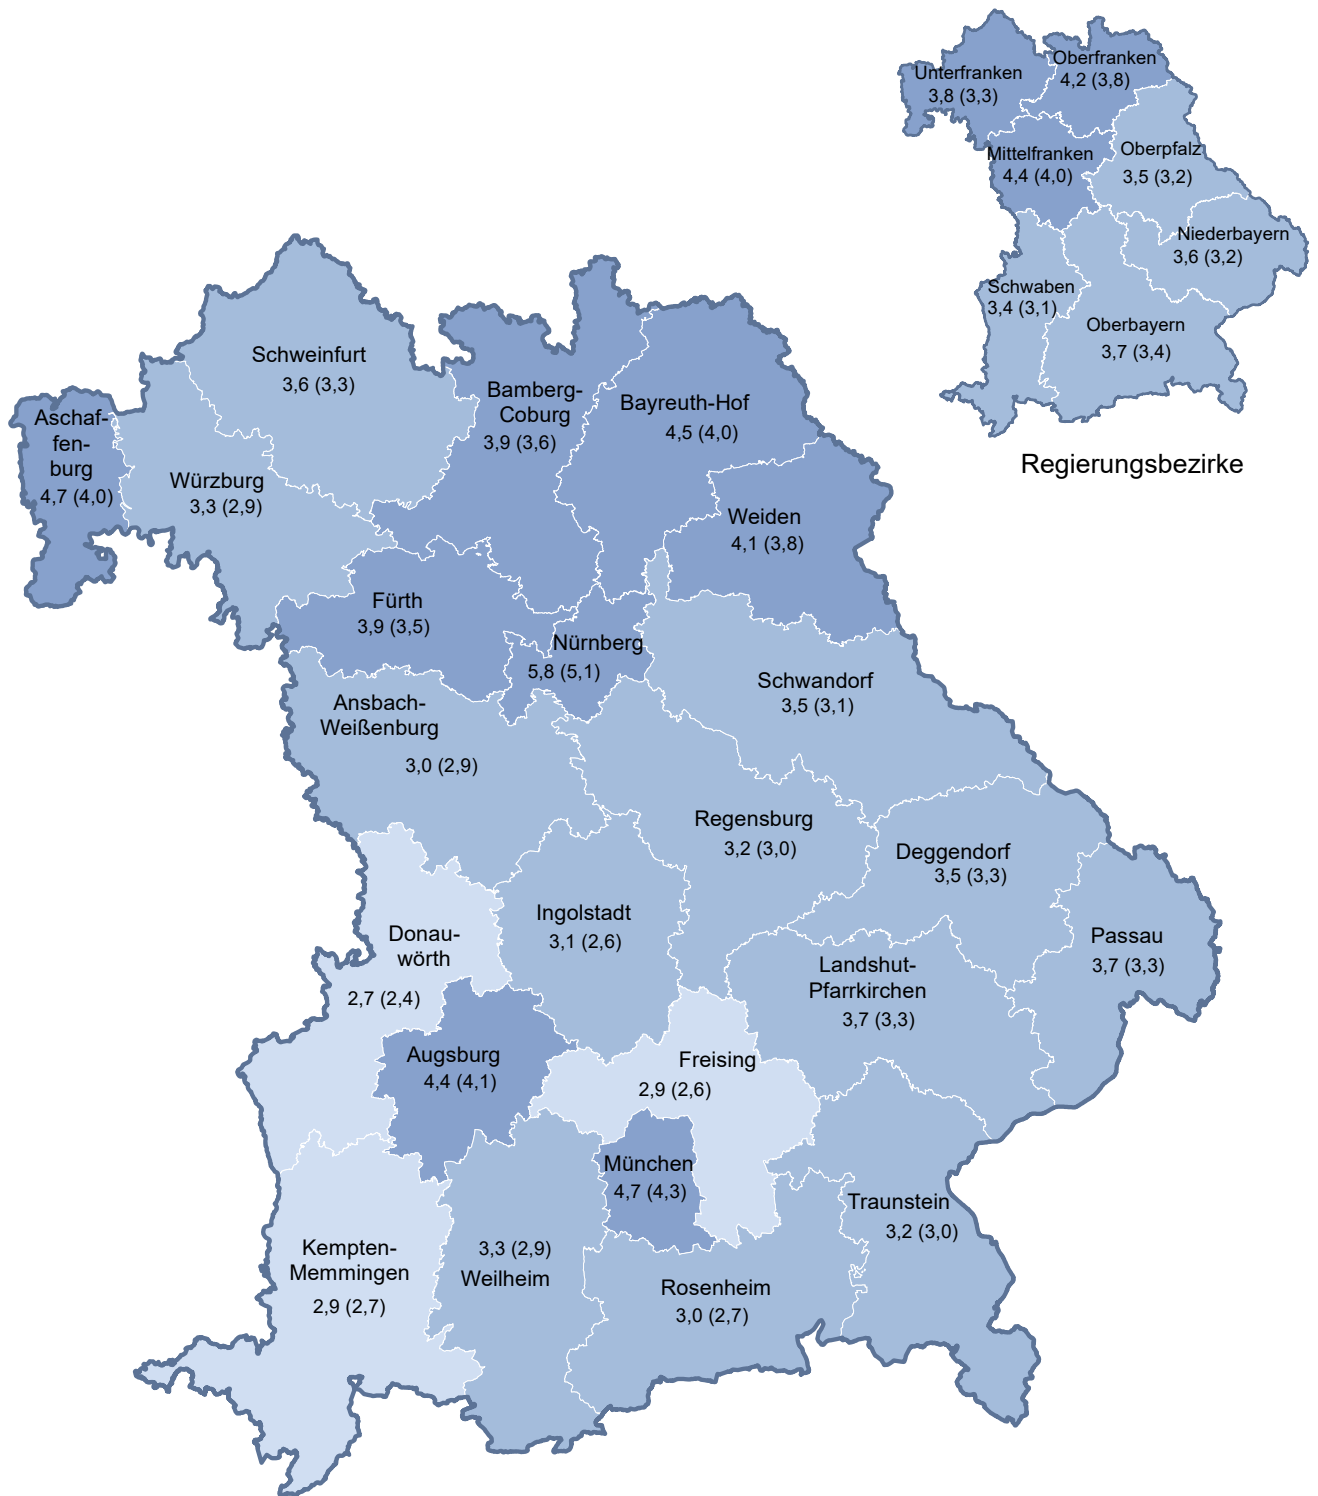 Unterfranken
3,8 (3,3)
Oberfranken
4,2 (3,8)
Mittelfranken
4,4 (4,0)
Oberpfalz
3,5 (3,2)
Niederbayern
3,6 (3,2)
Schwaben
3,4 (3,1)
Oberbayern
3,7 (3,4)
Regierungsbezirke
Schweinfurt
3,6 (3,3)
Bamberg-
Coburg
3,9 (3,6)
Bayreuth-Hof
4,5 (4,0)
Aschaf-
fen-
burg
4,7 (4,0)
Würzburg
3,3 (2,9)
Weiden
4,1 (3,8)
Fürth
3,9 (3,5)
Nürnberg
5,8 (5,1)
Schwandorf
3,5 (3,1)
Ansbach-
Weißenburg
3,0 (2,9)
Regensburg
3,2 (3,0)
Deggendorf
3,5 (3,3)
Ingolstadt
3,1 (2,6)
Donau-
wörth
2,7 (2,4)
Passau
3,7 (3,3)
Landshut-
Pfarrkirchen
3,7 (3,3)
Augsburg
4,4 (4,1)
Freising
2,9 (2,6)
München
4,7 (4,3)
Traunstein
3,2 (3,0)
Kempten-
Memmingen
2,9 (2,7)
3,3 (2,9)
Weilheim
Rosenheim
3,0 (2,7)